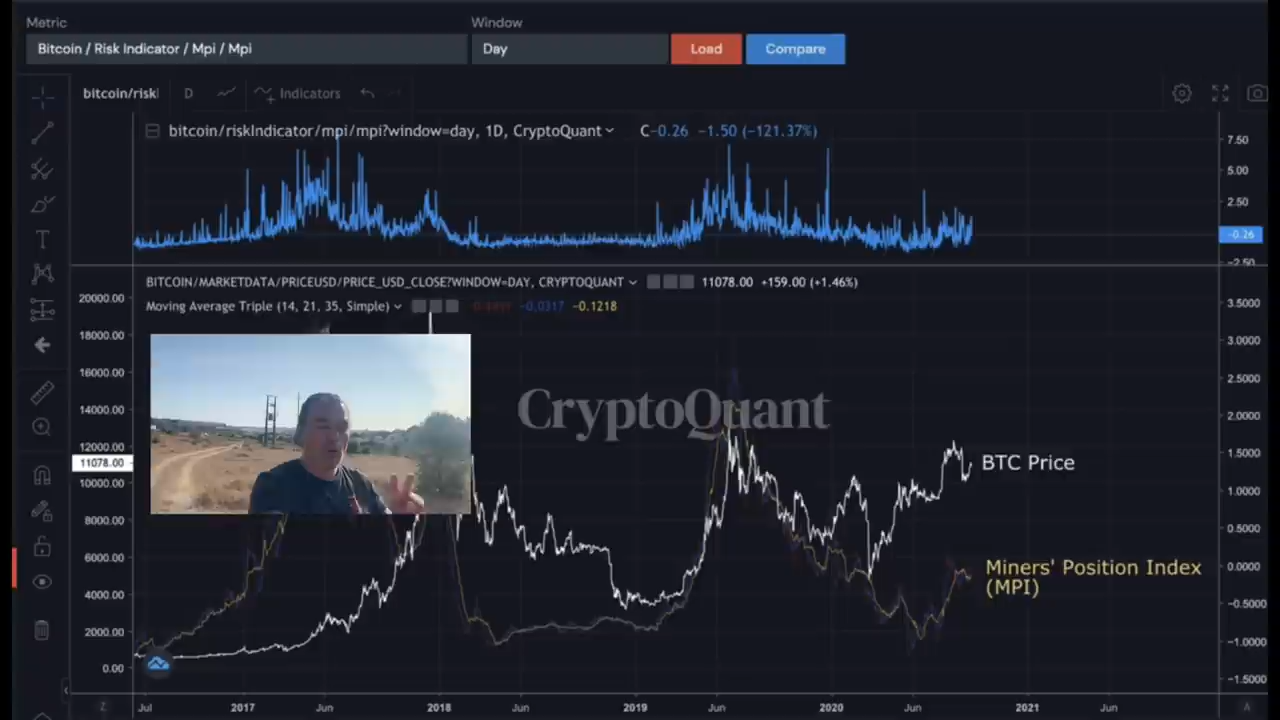 Metric
Window
Bitcoin / Risk Indicator / Mpi / Mpi
Day
Load
Compare
bitcoin/risk
D
Indicators
bitcoin/riskIndicator/mpi/mpi?window=day, 1D, CryptoQuant
C-0.26 -1.50 (-121.37%)
7.50
5.00
2.50
-0.26
-2.50
BITCOIN/MARKETDATA/PRICEUSD/PRICE_USD_CLOSE?WINDOW=DAY, CRYPTOQUANT
11078.00 +159.00 (+1.46%)
Moving Average Triple (14, 21, 35, Simple)
-0.0317 -0.1218
20000.00
18000.00
16000.00
14000.00
12000.00
11078.00
10000.00
8000.00
6000.00
4000.00
2000.00
0.00
CryptoQuant
BTC Price
Miners' Position Index
(MPI)
3.5000
3.0000
2.5000
2.0000
1.5000
1.0000
0.5000
0.0000
-0.5000
-1.0000
-1.5000
Z
Jul
2017
Jun
2018
Jun
2019
Jun
2020
Jun
2021
Jun
A